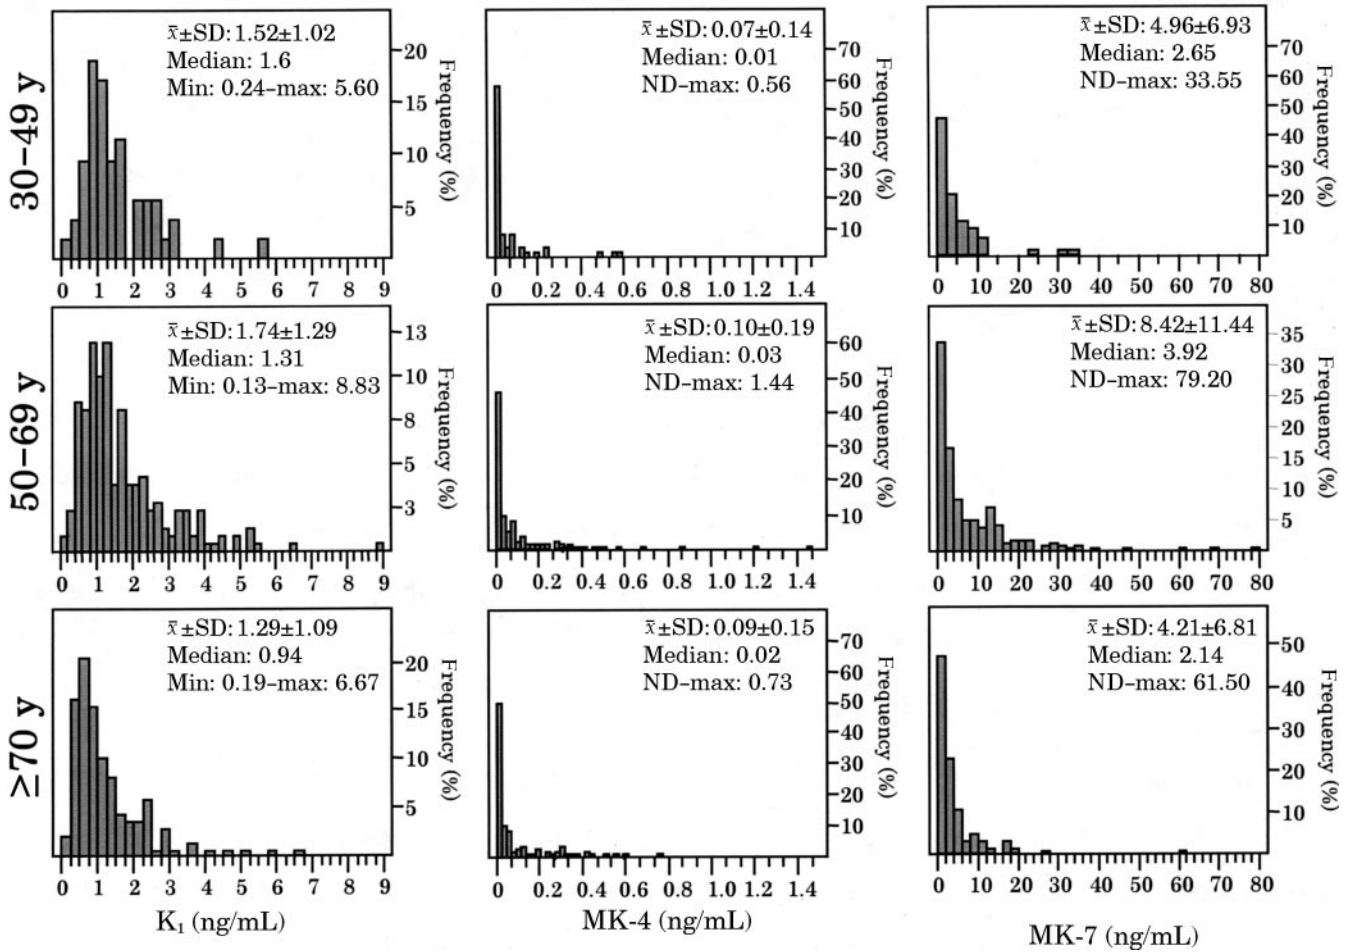 30–49 y
x̄±SD: 1.52±1.02
Median: 1.6
Min: 0.24–max: 5.60
20
15
10
5
Frequency (%)
0 1 2 3 4 5 6 7 8 9
x̄±SD: 0.07±0.14
Median: 0.01
ND–max: 0.56
70
60
50
40
30
20
10
Frequency (%)
0 0.2 0.4 0.6 0.8 1.0 1.2 1.4
x̄±SD: 4.96±6.93
Median: 2.65
ND–max: 33.55
70
60
50
40
30
20
10
Frequency (%)
0 10 20 30 40 50 60 70 80
50–69 y
x̄±SD: 1.74±1.29
Median: 1.31
Min: 0.13–max: 8.83
13
10
8
5
3
Frequency (%)
0 1 2 3 4 5 6 7 8 9
x̄±SD: 0.10±0.19
Median: 0.03
ND–max: 1.44
60
50
40
30
20
10
Frequency (%)
0 0.2 0.4 0.6 0.8 1.0 1.2 1.4
x̄±SD: 8.42±11.44
Median: 3.92
ND–max: 79.20
35
30
25
20
15
10
5
Frequency (%)
0 10 20 30 40 50 60 70 80
≥70 y
x̄±SD: 1.29±1.09
Median: 0.94
Min: 0.19–max: 6.67
20
15
10
5
Frequency (%)
0 1 2 3 4 5 6 7 8 9
K₁ (ng/mL)
x̄±SD: 0.09±0.15
Median: 0.02
ND–max: 0.73
70
60
50
40
30
20
10
Frequency (%)
0 0.2 0.4 0.6 0.8 1.0 1.2 1.4
MK-4 (ng/mL)
x̄±SD: 4.21±6.81
Median: 2.14
ND–max: 61.50
50
40
30
20
10
Frequency (%)
0 10 20 30 40 50 60 70 80
MK-7 (ng/mL)